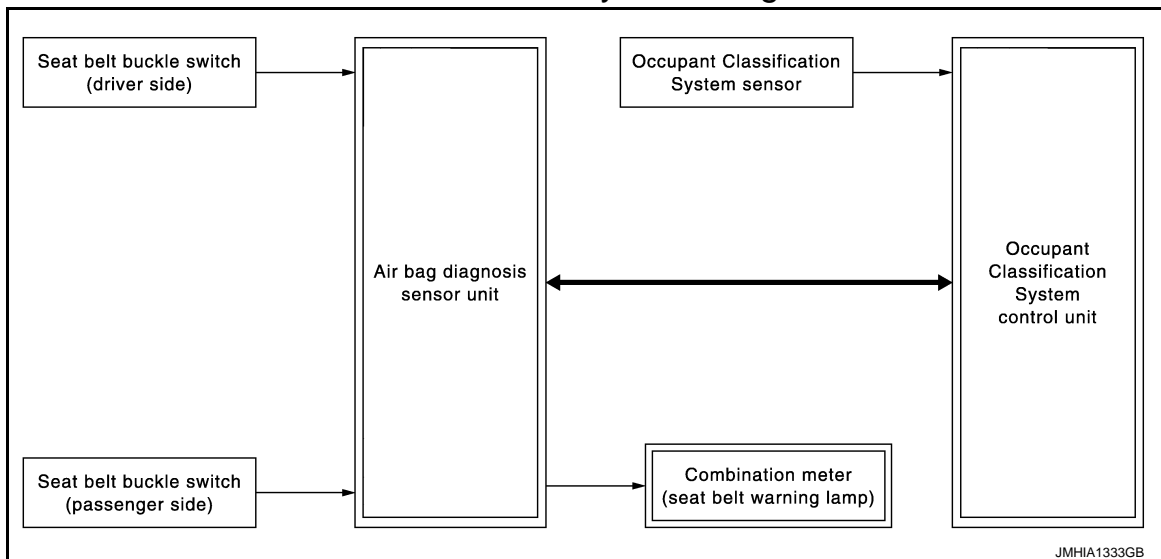 Seat belt buckle switch
(driver side)
Occupant Classification
System sensor
Air bag diagnosis
sensor unit
Occupant
Classification
System
control unit
Seat belt buckle switch
(passenger side)
Combination meter
(seat belt warning lamp)
JMHIA1333GB